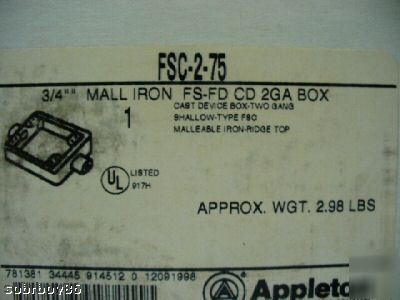 FSC-2-75
3/4"" MALL IRON FS-FD CD 2GA BOX
CAST DEVICE BOX-TWO GANG
1
SHALLOW-TYPE FSC
MALLEABLE IRON-RIDGE TOP
UL LISTED
917H
APPROX. WGT. 2.98 LBS
781381 34445 914512 0 12091998
Appleto
sobrboy86